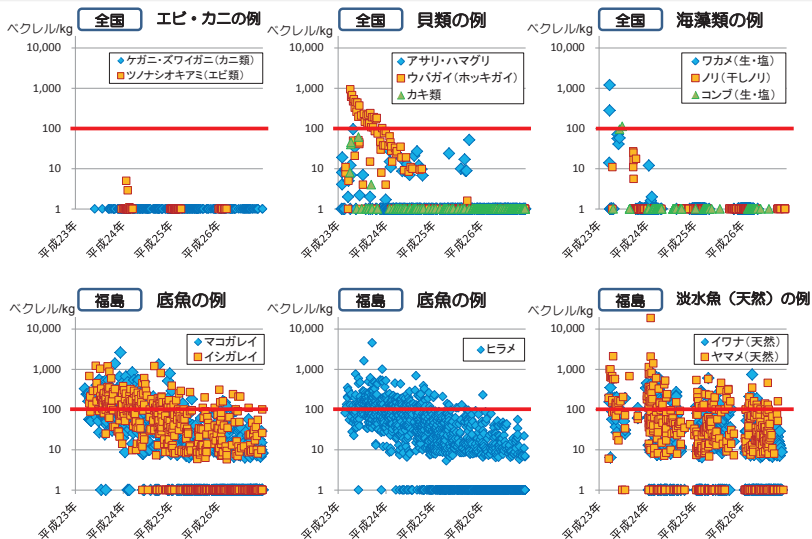 全国 エビ・カニの例
ベクレル/kg
ケガニ・ズワイガニ(カニ類)
ツノナシオキアミ(エビ類)
10,000
1,000
100
10
1
平成23年
平成24年
平成25年
平成26年
全国 貝類の例
ベクレル/kg
アサリ・ハマグリ
ウバガイ(ホッキガイ)
カキ類
10,000
1,000
100
10
1
平成23年
平成24年
平成25年
平成26年
全国 海藻類の例
ベクレル/kg
ワカメ(生・塩)
ノリ(干しノリ)
コンブ(生・塩)
10,000
1,000
100
10
1
平成23年
平成24年
平成25年
平成26年
福島 底魚の例
ベクレル/kg
マコガレイ
イシガレイ
10,000
1,000
100
10
1
平成23年
平成24年
平成25年
平成26年
福島 底魚の例
ベクレル/kg
ヒラメ
10,000
1,000
100
10
1
平成23年
平成24年
平成25年
平成26年
福島 淡水魚(天然)の例
ベクレル/kg
イワナ(天然)
ヤマメ(天然)
10,000
1,000
100
10
1
平成23年
平成24年
平成25年
平成26年